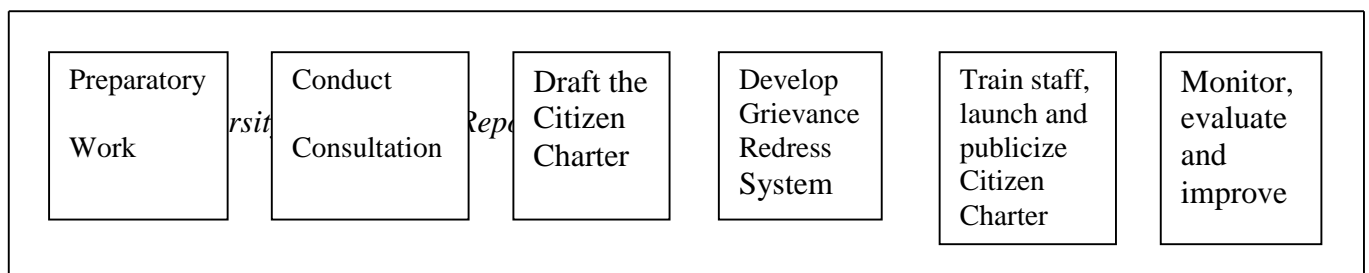 Preparatory
Work
Conduct
Consultation
Draft the
Citizen
Charter
Develop
Grievance
Redress
System
Train staff,
launch and
publicize
Citizen
Charter
Monitor,
evaluate
and
improve